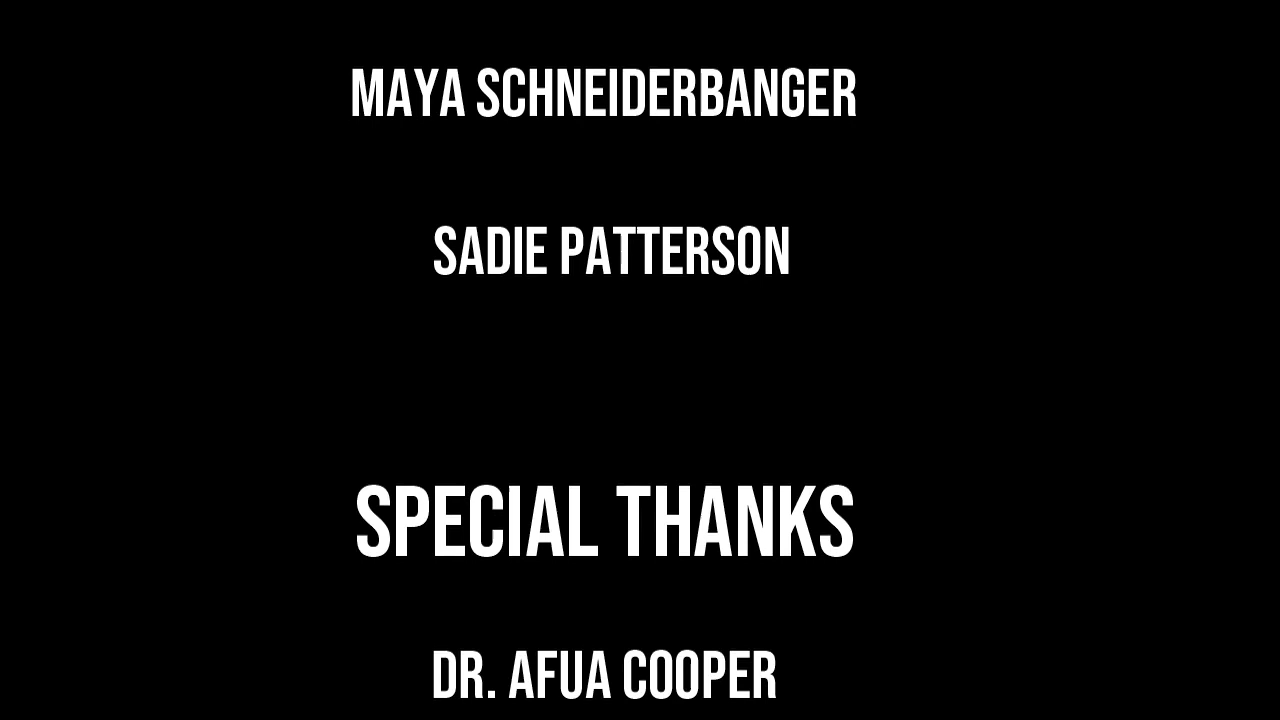 MAYA SCHNEIDERBANGER
SADIE PATTERSON
SPECIAL THANKS
DR. AFUA COOPER